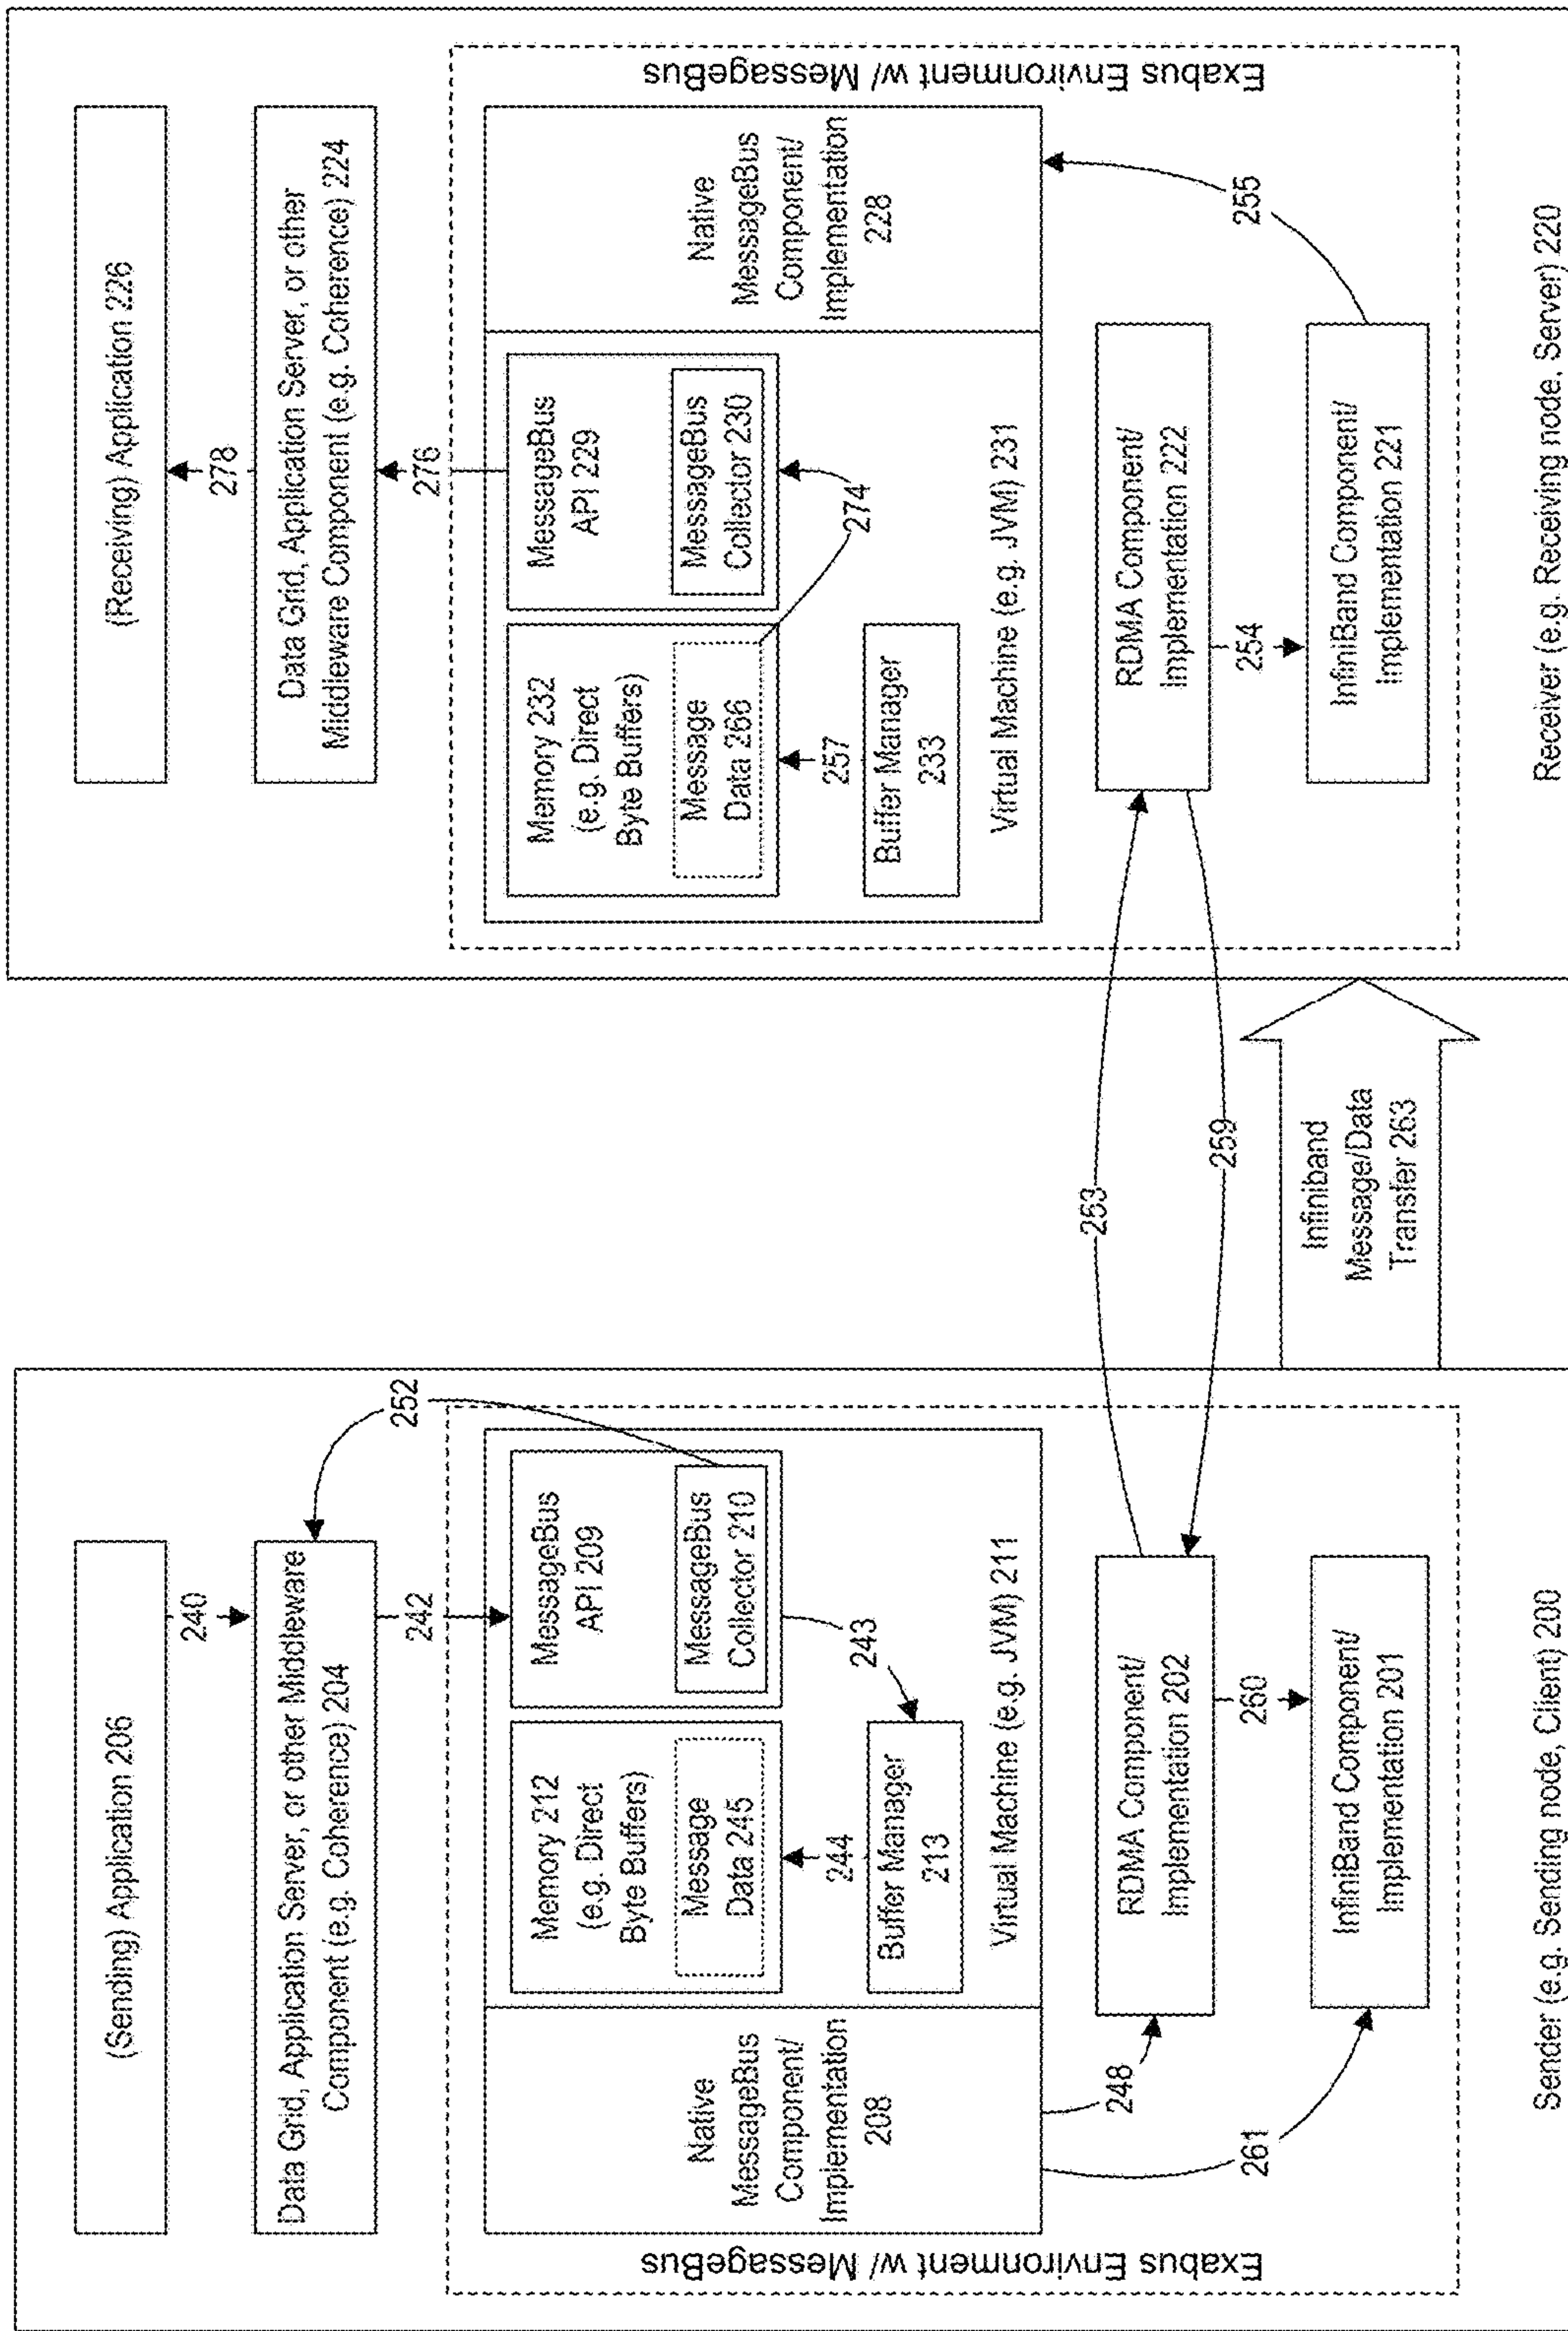 (Sending) Application 206
240
Data Grid, Application Server, or other Middleware
Component (e.g. Coherence) 204
252
242
Exabus Environment w/ MessageBus
Native
MessageBus
Component/
Implementation
208
Memory 212
(e.g. Direct
Byte Buffers)
Message
Data 245
MessageBus
API 209
MessageBus
Collector 210
243
244
Buffer Manager
213
Virtual Machine (e.g. JVM) 211
248
261
RDMA Component/
Implementation 202
260
InfiniBand Component/
Implementation 201
Sender (e.g. Sending node, Client) 200
253
259
Infiniband
Message/Data
Transfer 263
(Receiving) Application 226
278
Data Grid, Application Server, or other
Middleware Component (e.g. Coherence) 224
276
Memory 232
(e.g. Direct
Byte Buffers)
Message
Data 266
MessageBus
API 229
MessageBus
Collector 230
274
257
Buffer Manager
233
Virtual Machine (e.g. JVM) 231
Native
MessageBus
Component/
Implementation
228
Exabus Environment w/ MessageBus
RDMA Component/
Implementation 222
254
InfiniBand Component/
Implementation 221
255
Receiver (e.g. Receiving node, Server) 220